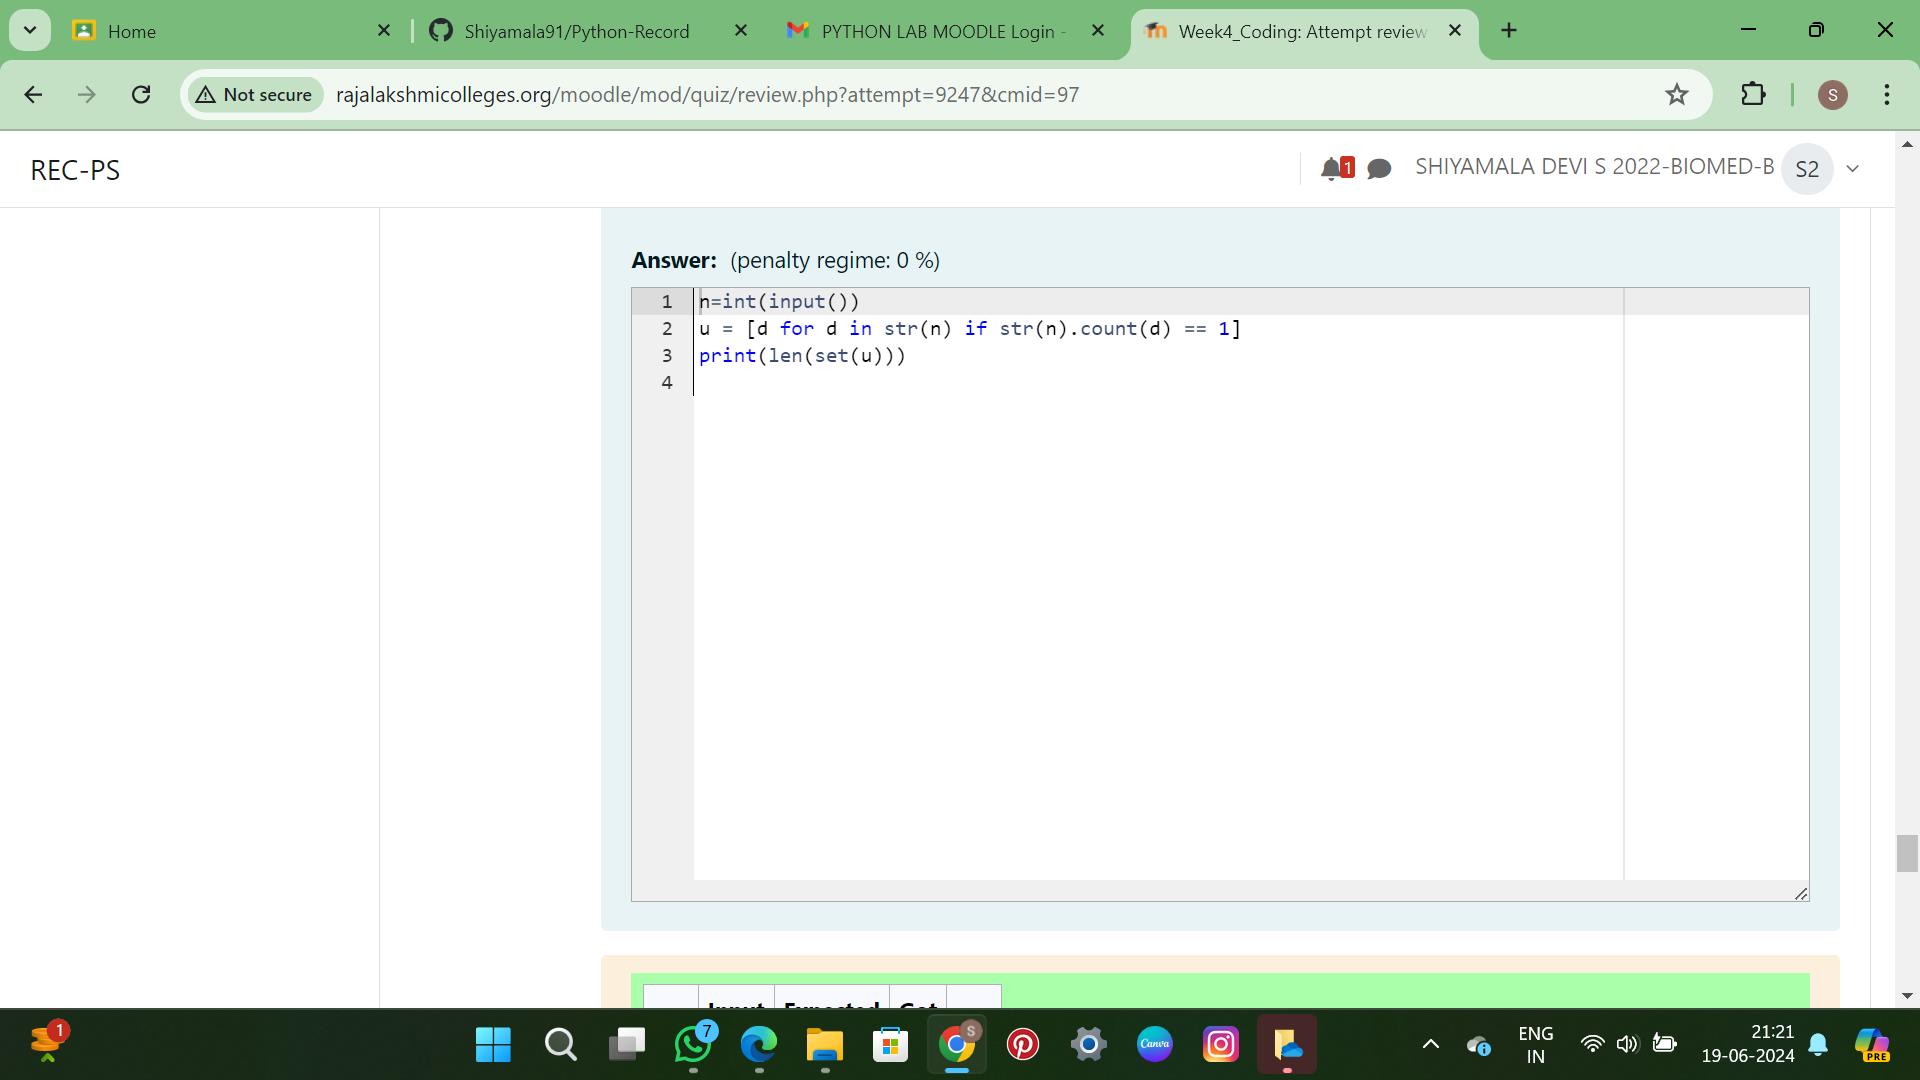 Home
Shiyamala91/Python-Record
PYTHON LAB MOODLE Login -
Week4_Coding: Attempt review
Not secure
rajalakshmicolleges.org/moodle/mod/quiz/review.php?attempt=9247&cmid=97
S
REC-PS
1
SHIYAMALA DEVI S 2022-BIOMED-B
S2
Answer: (penalty regime: 0 %)
1 n=int(input())
2 u = [d for d in str(n) if str(n).count(d) == 1]
3 print(len(set(u)))
4
Input Expected Got
1
7
S
Canva
ENG
IN
21:21
19-06-2024
PRE